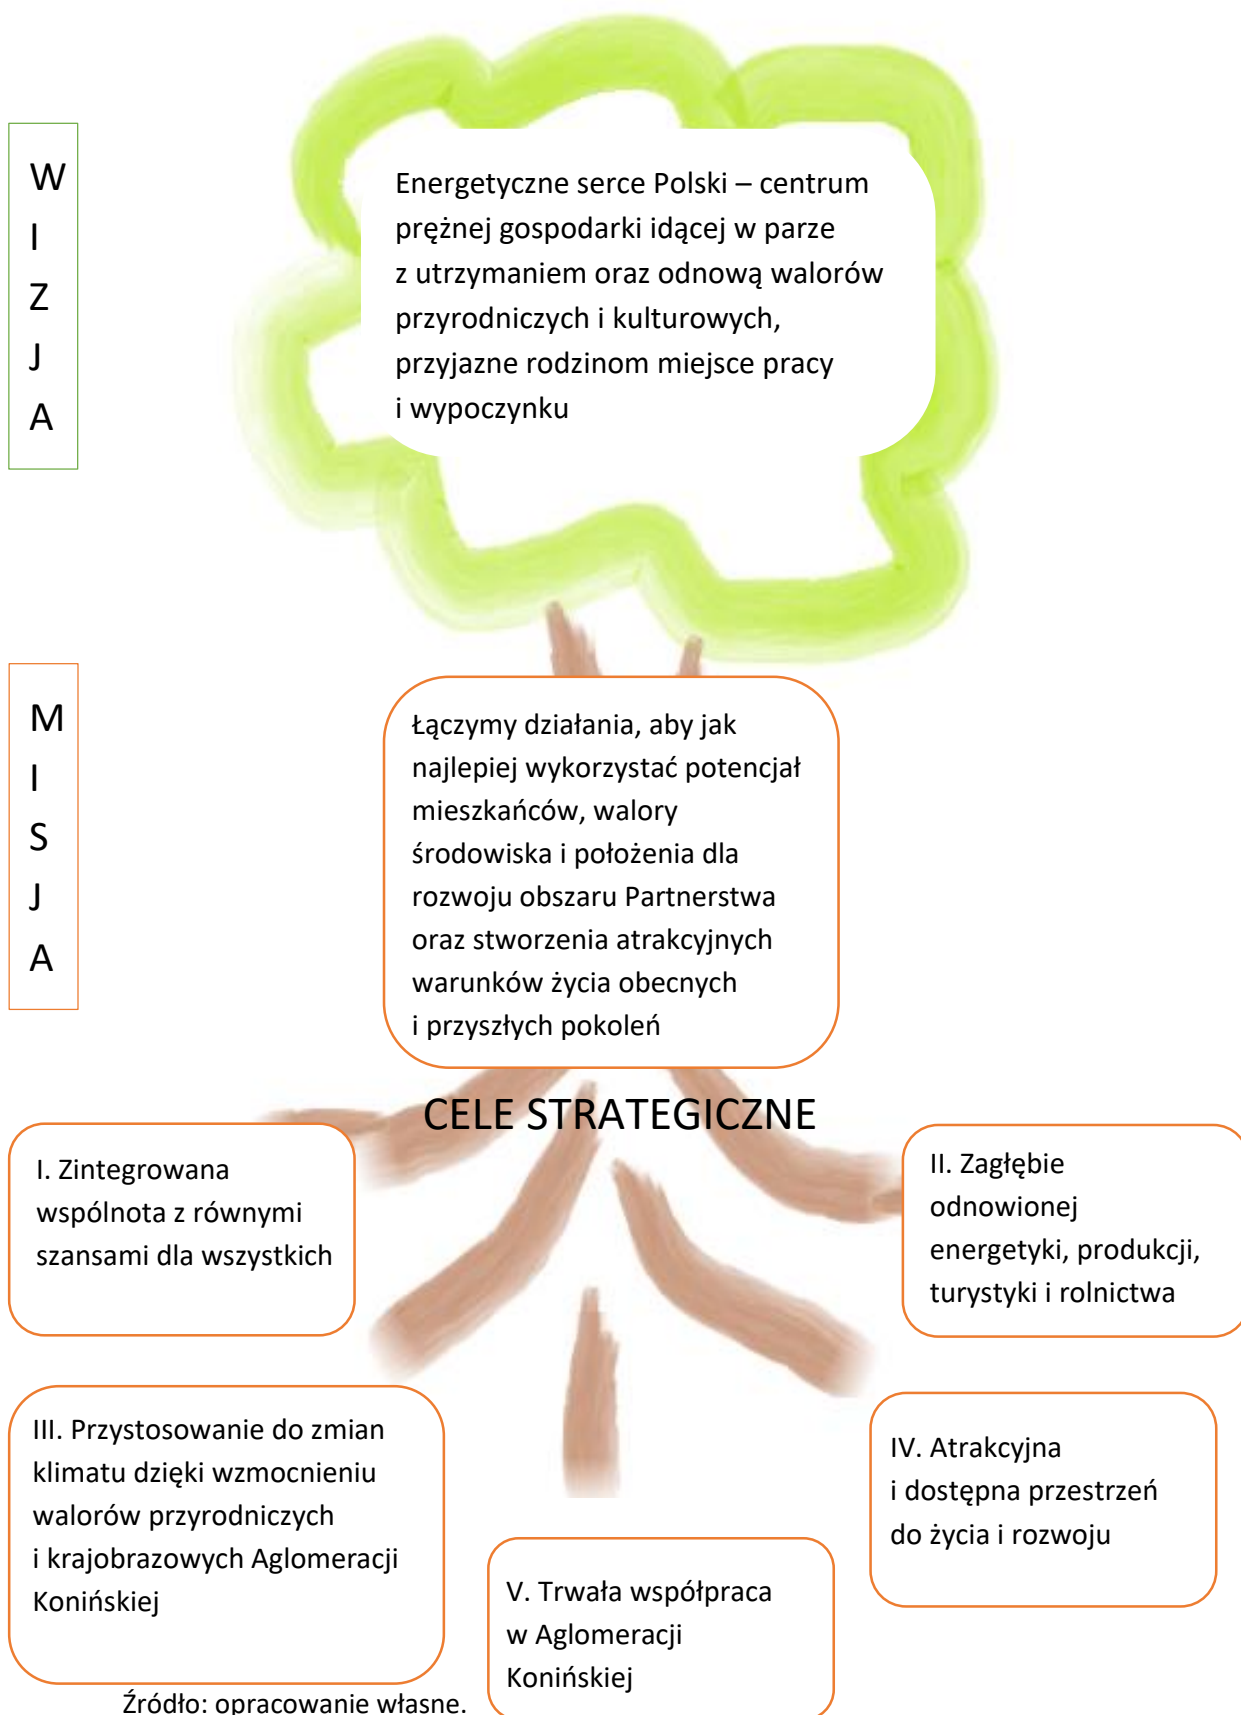 W
I
Z
J
A
Energetyczne serce Polski – centrum
prężnej gospodarki idącej w parze
z utrzymaniem oraz odnową walorów
przyrodniczych i kulturowych,
przyjazne rodzinom miejsce pracy
i wypoczynku
M
I
S
J
A
Łączymy działania, aby jak
najlepiej wykorzystać potencjał
mieszkańców, walory
środowiska i położenia dla
rozwoju obszaru Partnerstwa
oraz stworzenia atrakcyjnych
warunków życia obecnych
i przyszłych pokoleń
CELE STRATEGICZNE
I. Zintegrowana
wspólnota z równymi
szansami dla wszystkich
II. Zagłębie
odnowionej
energetyki, produkcji,
turystyki i rolnictwa
III. Przystosowanie do zmian
klimatu dzięki wzmocnieniu
walorów przyrodniczych
i krajobrazowych Aglomeracji
Konińskiej
IV. Atrakcyjna
i dostępna przestrzeń
do życia i rozwoju
V. Trwała współpraca
w Aglomeracji
Konińskiej
Źródło: opracowanie własne.